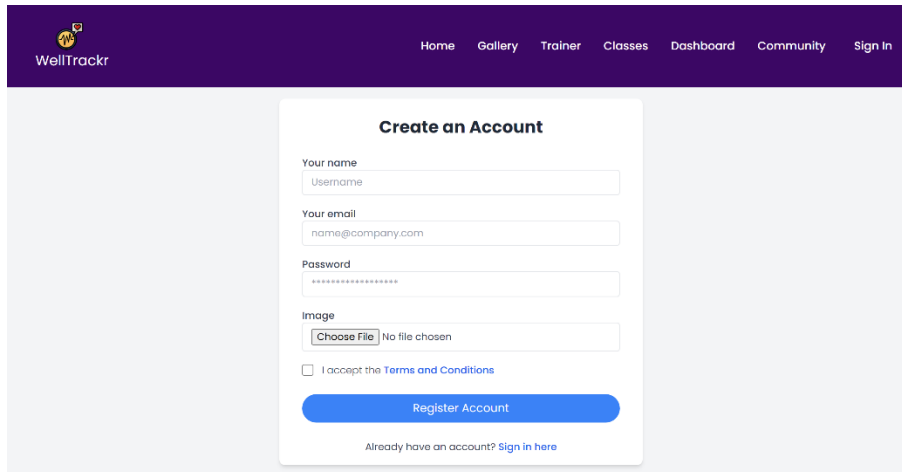 WellTrackr
Home Gallery Trainer Classes Dashboard Community Sign In
Create an Account
Your name
Username
Your email
name@company.com
Password
******************
Image
Choose File No file chosen
I accept the Terms and Conditions
Register Account
Already have an account? Sign in here